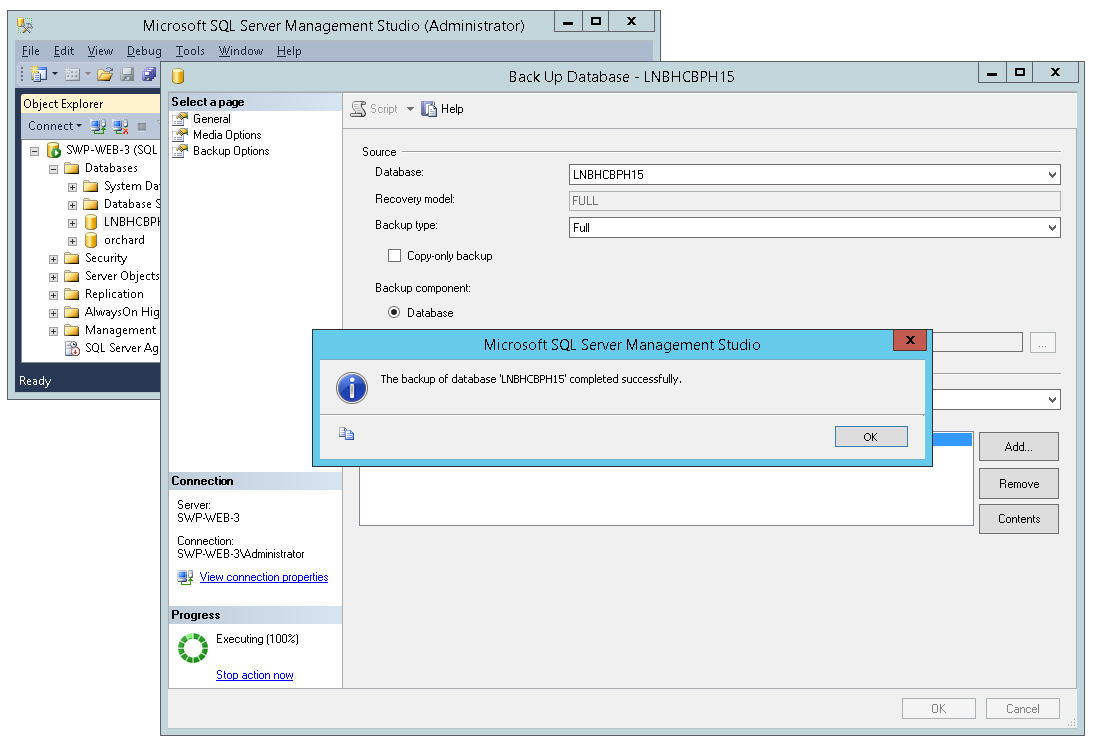 Microsoft SQL Server Management Studio (Administrator)
File Edit View Debug Tools Window Help
Object Explorer
Connect
SWP-WEB-3 (SQL
Databases
System Da
Database S
LNBHCBPH
orchard
Security
Server Objects
Replication
AlwaysOn Hig
Management
SQL Server Ag
Ready
Back Up Database - LNBHCBPH15
Select a page
General
Media Options
Backup Options
Script Help
Source
Database: LNBHCBPH15
Recovery model: FULL
Backup type: Full
Copy-only backup
Backup component:
Database
...
Microsoft SQL Server Management Studio
The backup of database 'LNBHCBPH15' completed successfully.
OK
Add...
Remove
Contents
Connection
Server:
SWP-WEB-3
Connection:
SWP-WEB-3\Administrator
View connection properties
Progress
Executing (100%)
Stop action now
OK Cancel